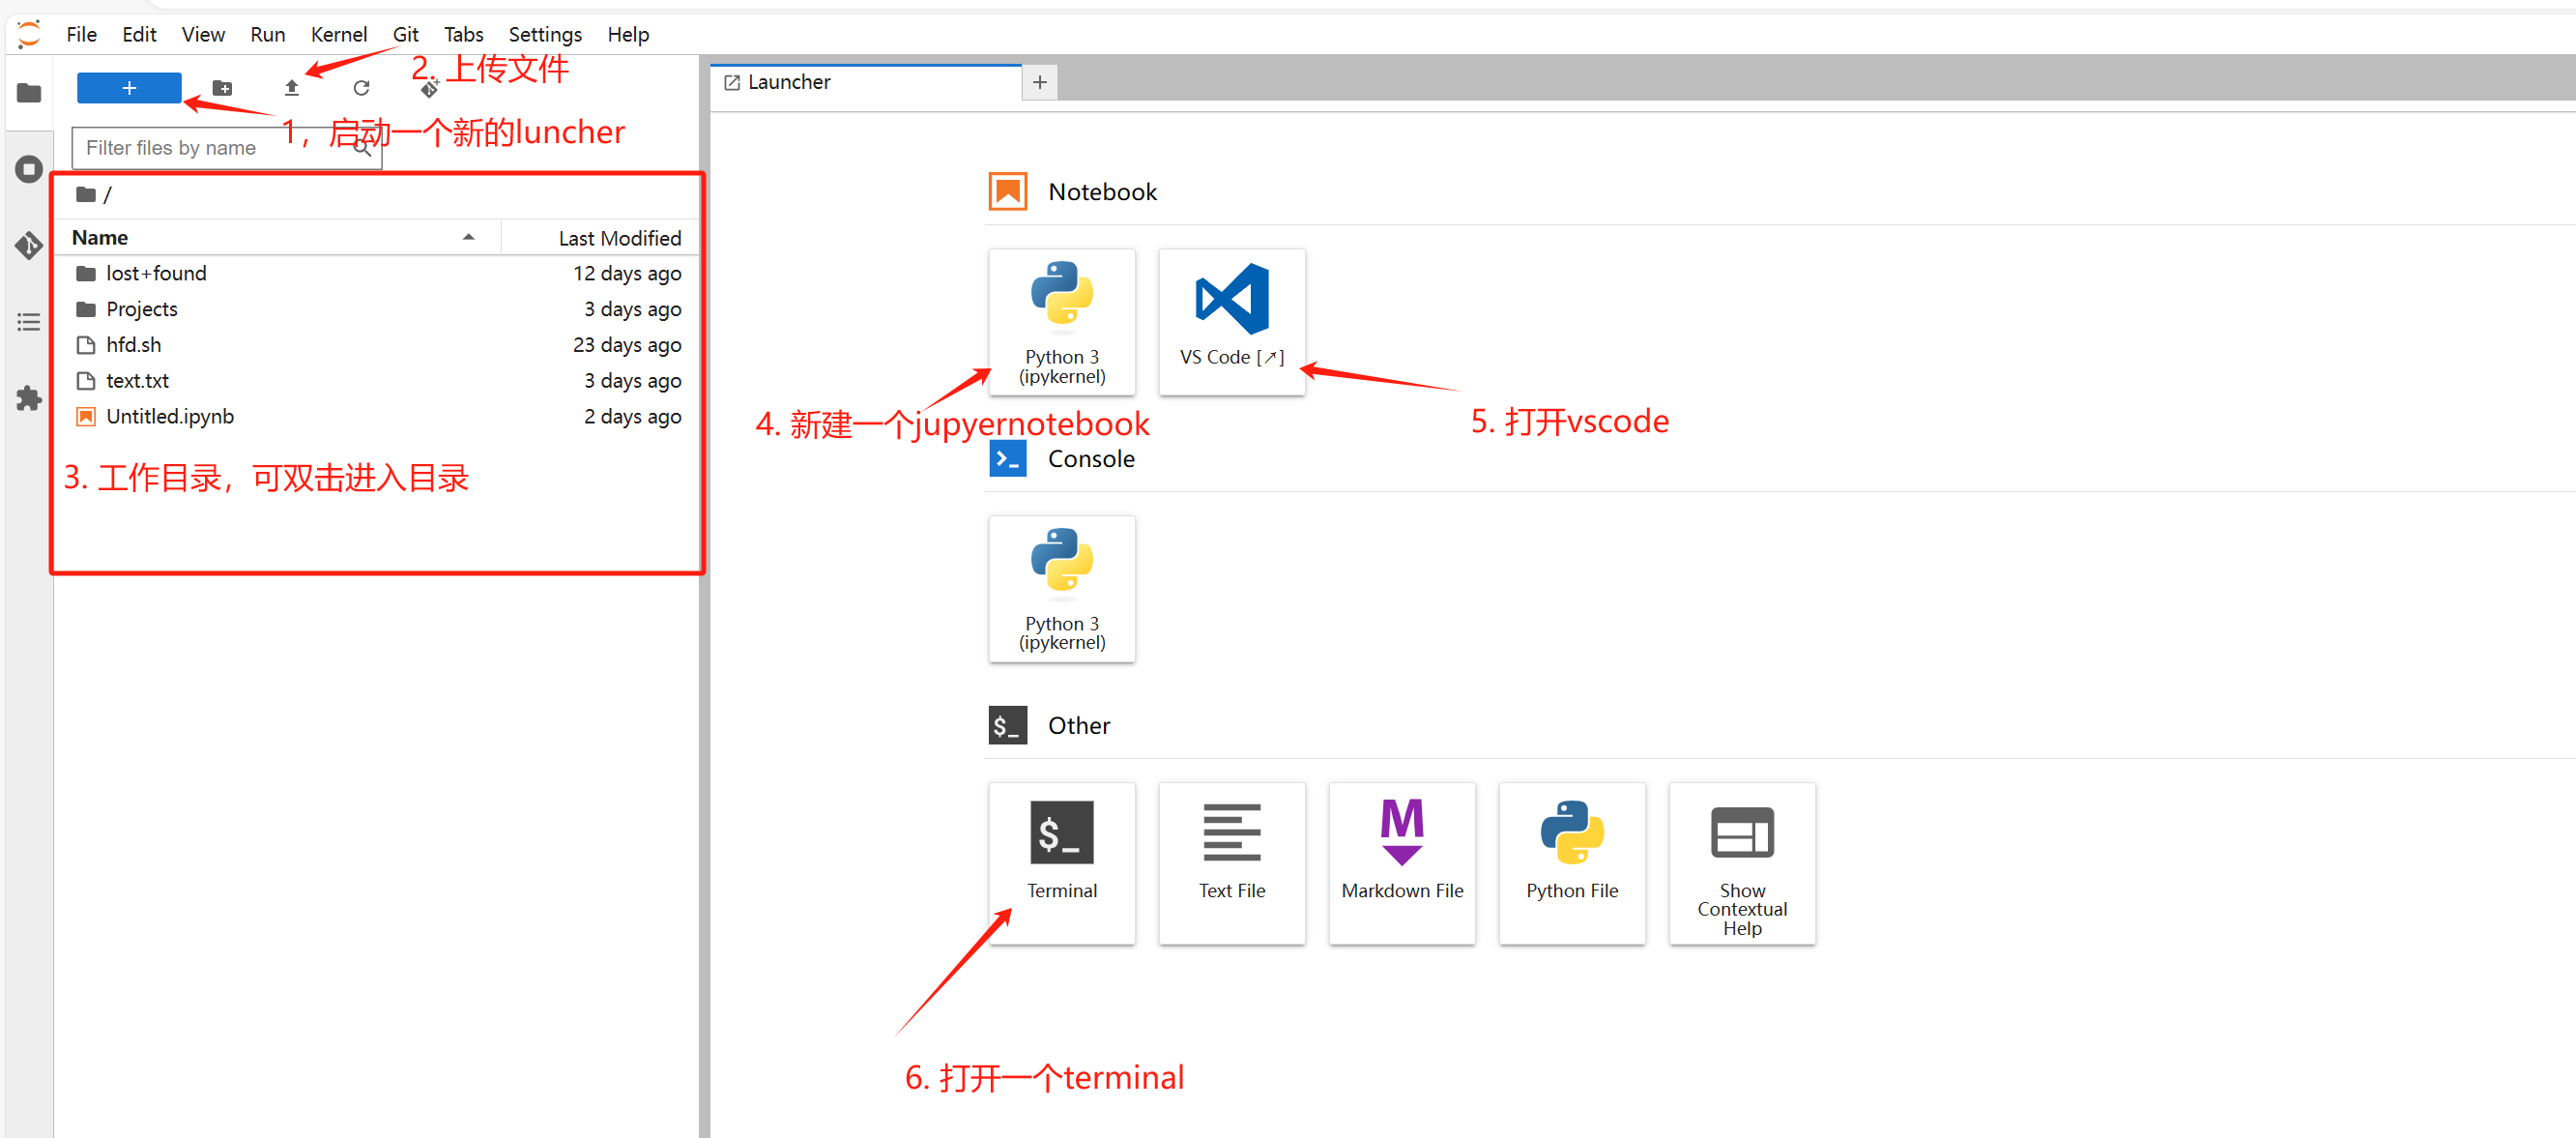 File Edit View Run Kernel Git Tabs Settings Help
2. 上传文件
1，启动一个新的luncher
Filter files by name
/
Name Last Modified
lost+found 12 days ago
Projects 3 days ago
hfd.sh 23 days ago
text.txt 3 days ago
Untitled.ipynb 2 days ago
3. 工作目录，可双击进入目录
Launcher
Notebook
Python 3
(ipykernel)
VS Code [↗]
4. 新建一个jupyernotebook
5. 打开vscode
Console
Python 3
(ipykernel)
$_ Other
$_
Terminal
Text File
M
Markdown File
Python File
Show
Contextual
Help
6. 打开一个terminal